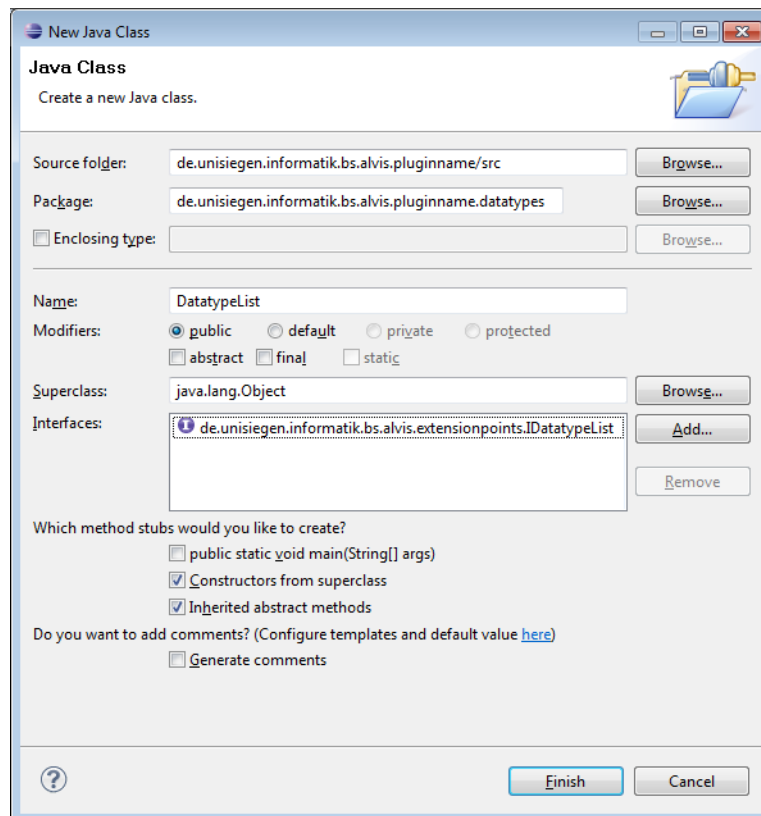 New Java Class
Java Class
Create a new Java class.
Source folder: de.unisiegen.informatik.bs.alvis.pluginname/src Browse...
Package: de.unisiegen.informatik.bs.alvis.pluginname.datatypes Browse...
Enclosing type: Browse...
Name: DatatypeList
Modifiers: public default private protected
abstract final static
Superclass: java.lang.Object Browse...
Interfaces: de.unisiegen.informatik.bs.alvis.extensionpoints.IDatatypeList Add...
Remove
Which method stubs would you like to create?
public static void main(String[] args)
Constructors from superclass
Inherited abstract methods
Do you want to add comments? (Configure templates and default value here)
Generate comments
? Finish Cancel